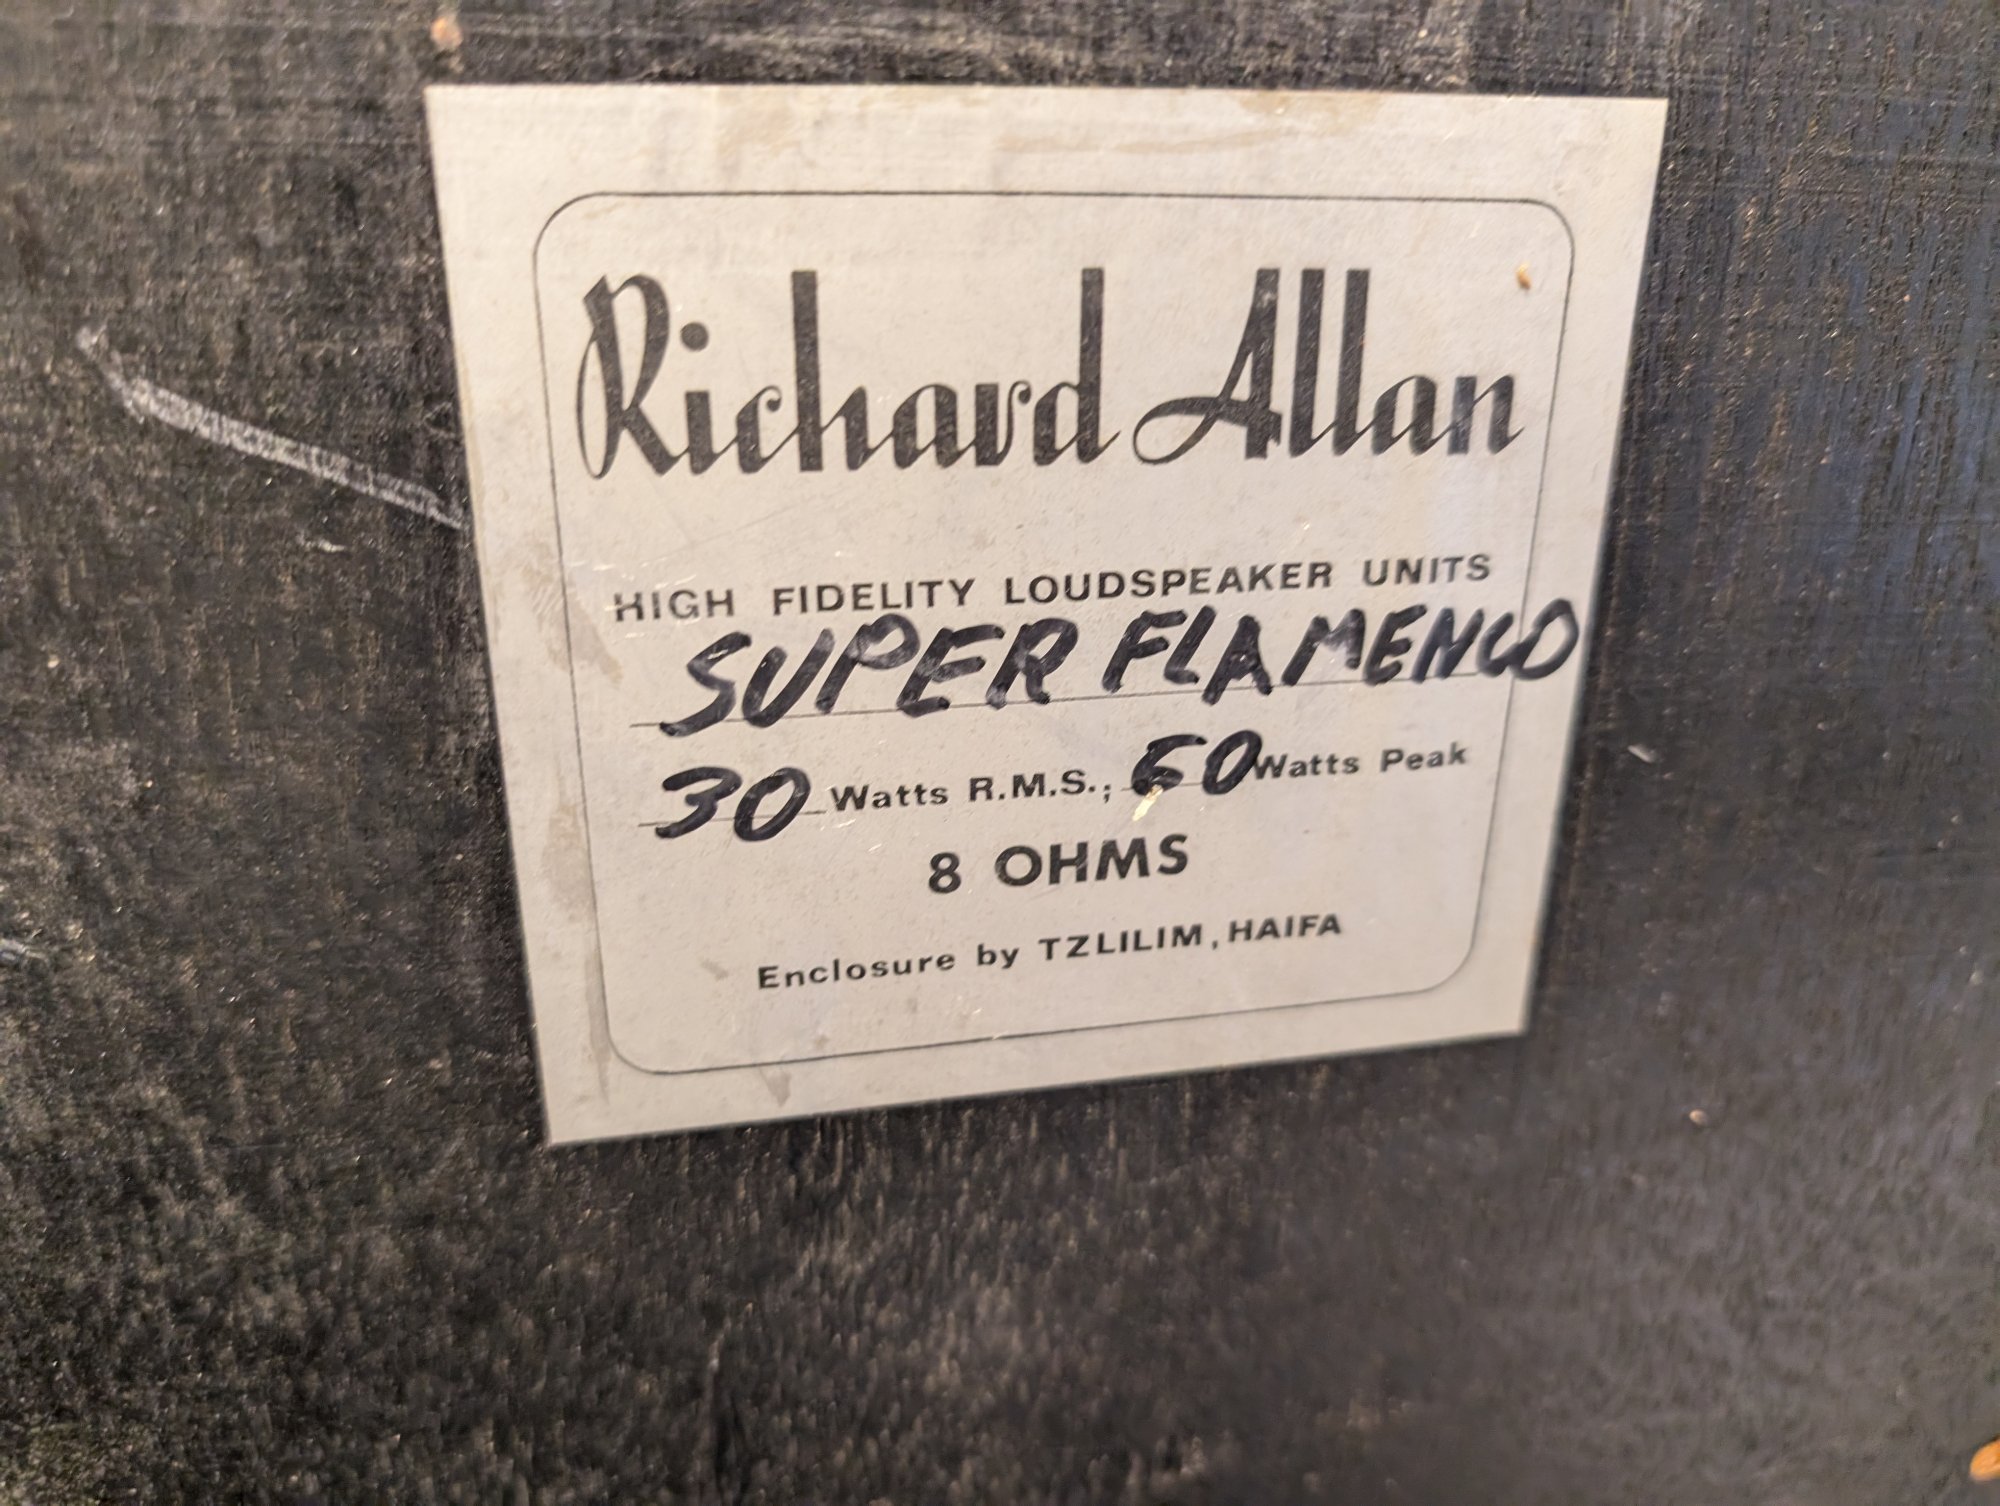 Richard Allan
HIGH FIDELITY LOUDSPEAKER UNITS
SUPER FLAMENCO
30 Watts R.M.S.; 60 Watts Peak
8 OHMS
Enclosure by TZLILIM, HAIFA